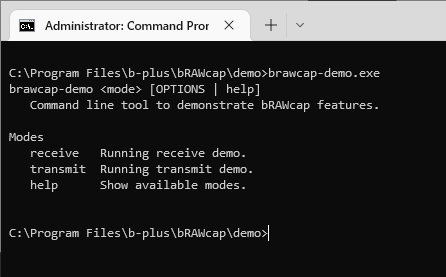 Administrator: Command Pror
C:\Program Files\b-plus\bRAWcap\demo>brawcap-demo.exe
brawcap-demo <mode> [OPTIONS | help]
Command line tool to demonstrate bRAWcap features.
Modes
receive Running receive demo.
transmit Running transmit demo.
help Show available modes.
C:\Program Files\b-plus\bRAWcap\demo>